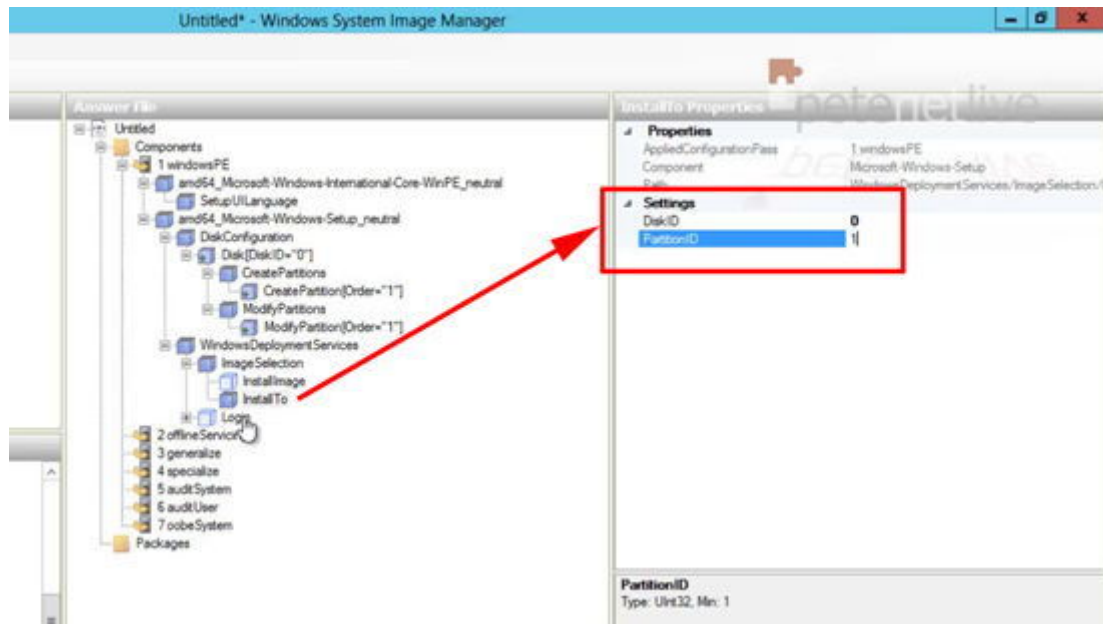 Untitled* - Windows System Image Manager
petenetlive
Answer File
InstallTo Properties
Untitled
Components
1 windowsPE
amd64_Microsoft-Windows-International-Core-WinPE_neutral
SetupUILanguage
amd64_Microsoft-Windows-Setup_neutral
DiskConfiguration
Disk[DiskID="0"]
CreatePartitions
CreatePartition[Order="1"]
ModifyPartitions
ModifyPartition[Order="1"]
WindowsDeploymentServices
ImageSelection
InstallImage
InstallTo
Login
2 offlineServic
3 generalize
4 specialize
5 auditSystem
6 auditUser
7 oobeSystem
Packages
Properties
AppliedConfigurationPass 1 windowsPE
Component Microsoft-Windows-Setup
Path WindowsDeploymentServices/ImageSelection/
Settings
DiskID 0
PartitionID 1
PartitionID
Type: UInt32, Min: 1